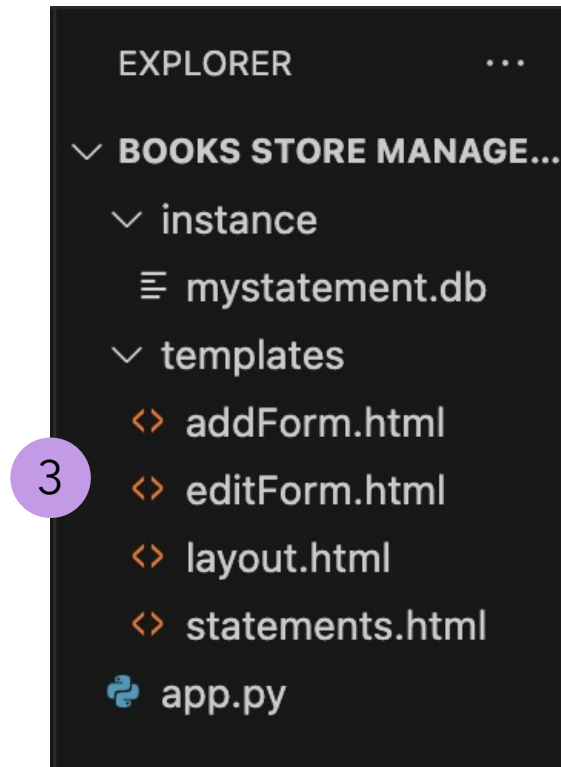 EXPLORER ...
BOOKS STORE MANAGE...
instance
mystatement.db
templates
addForm.html
3
editForm.html
layout.html
statements.html
app.py